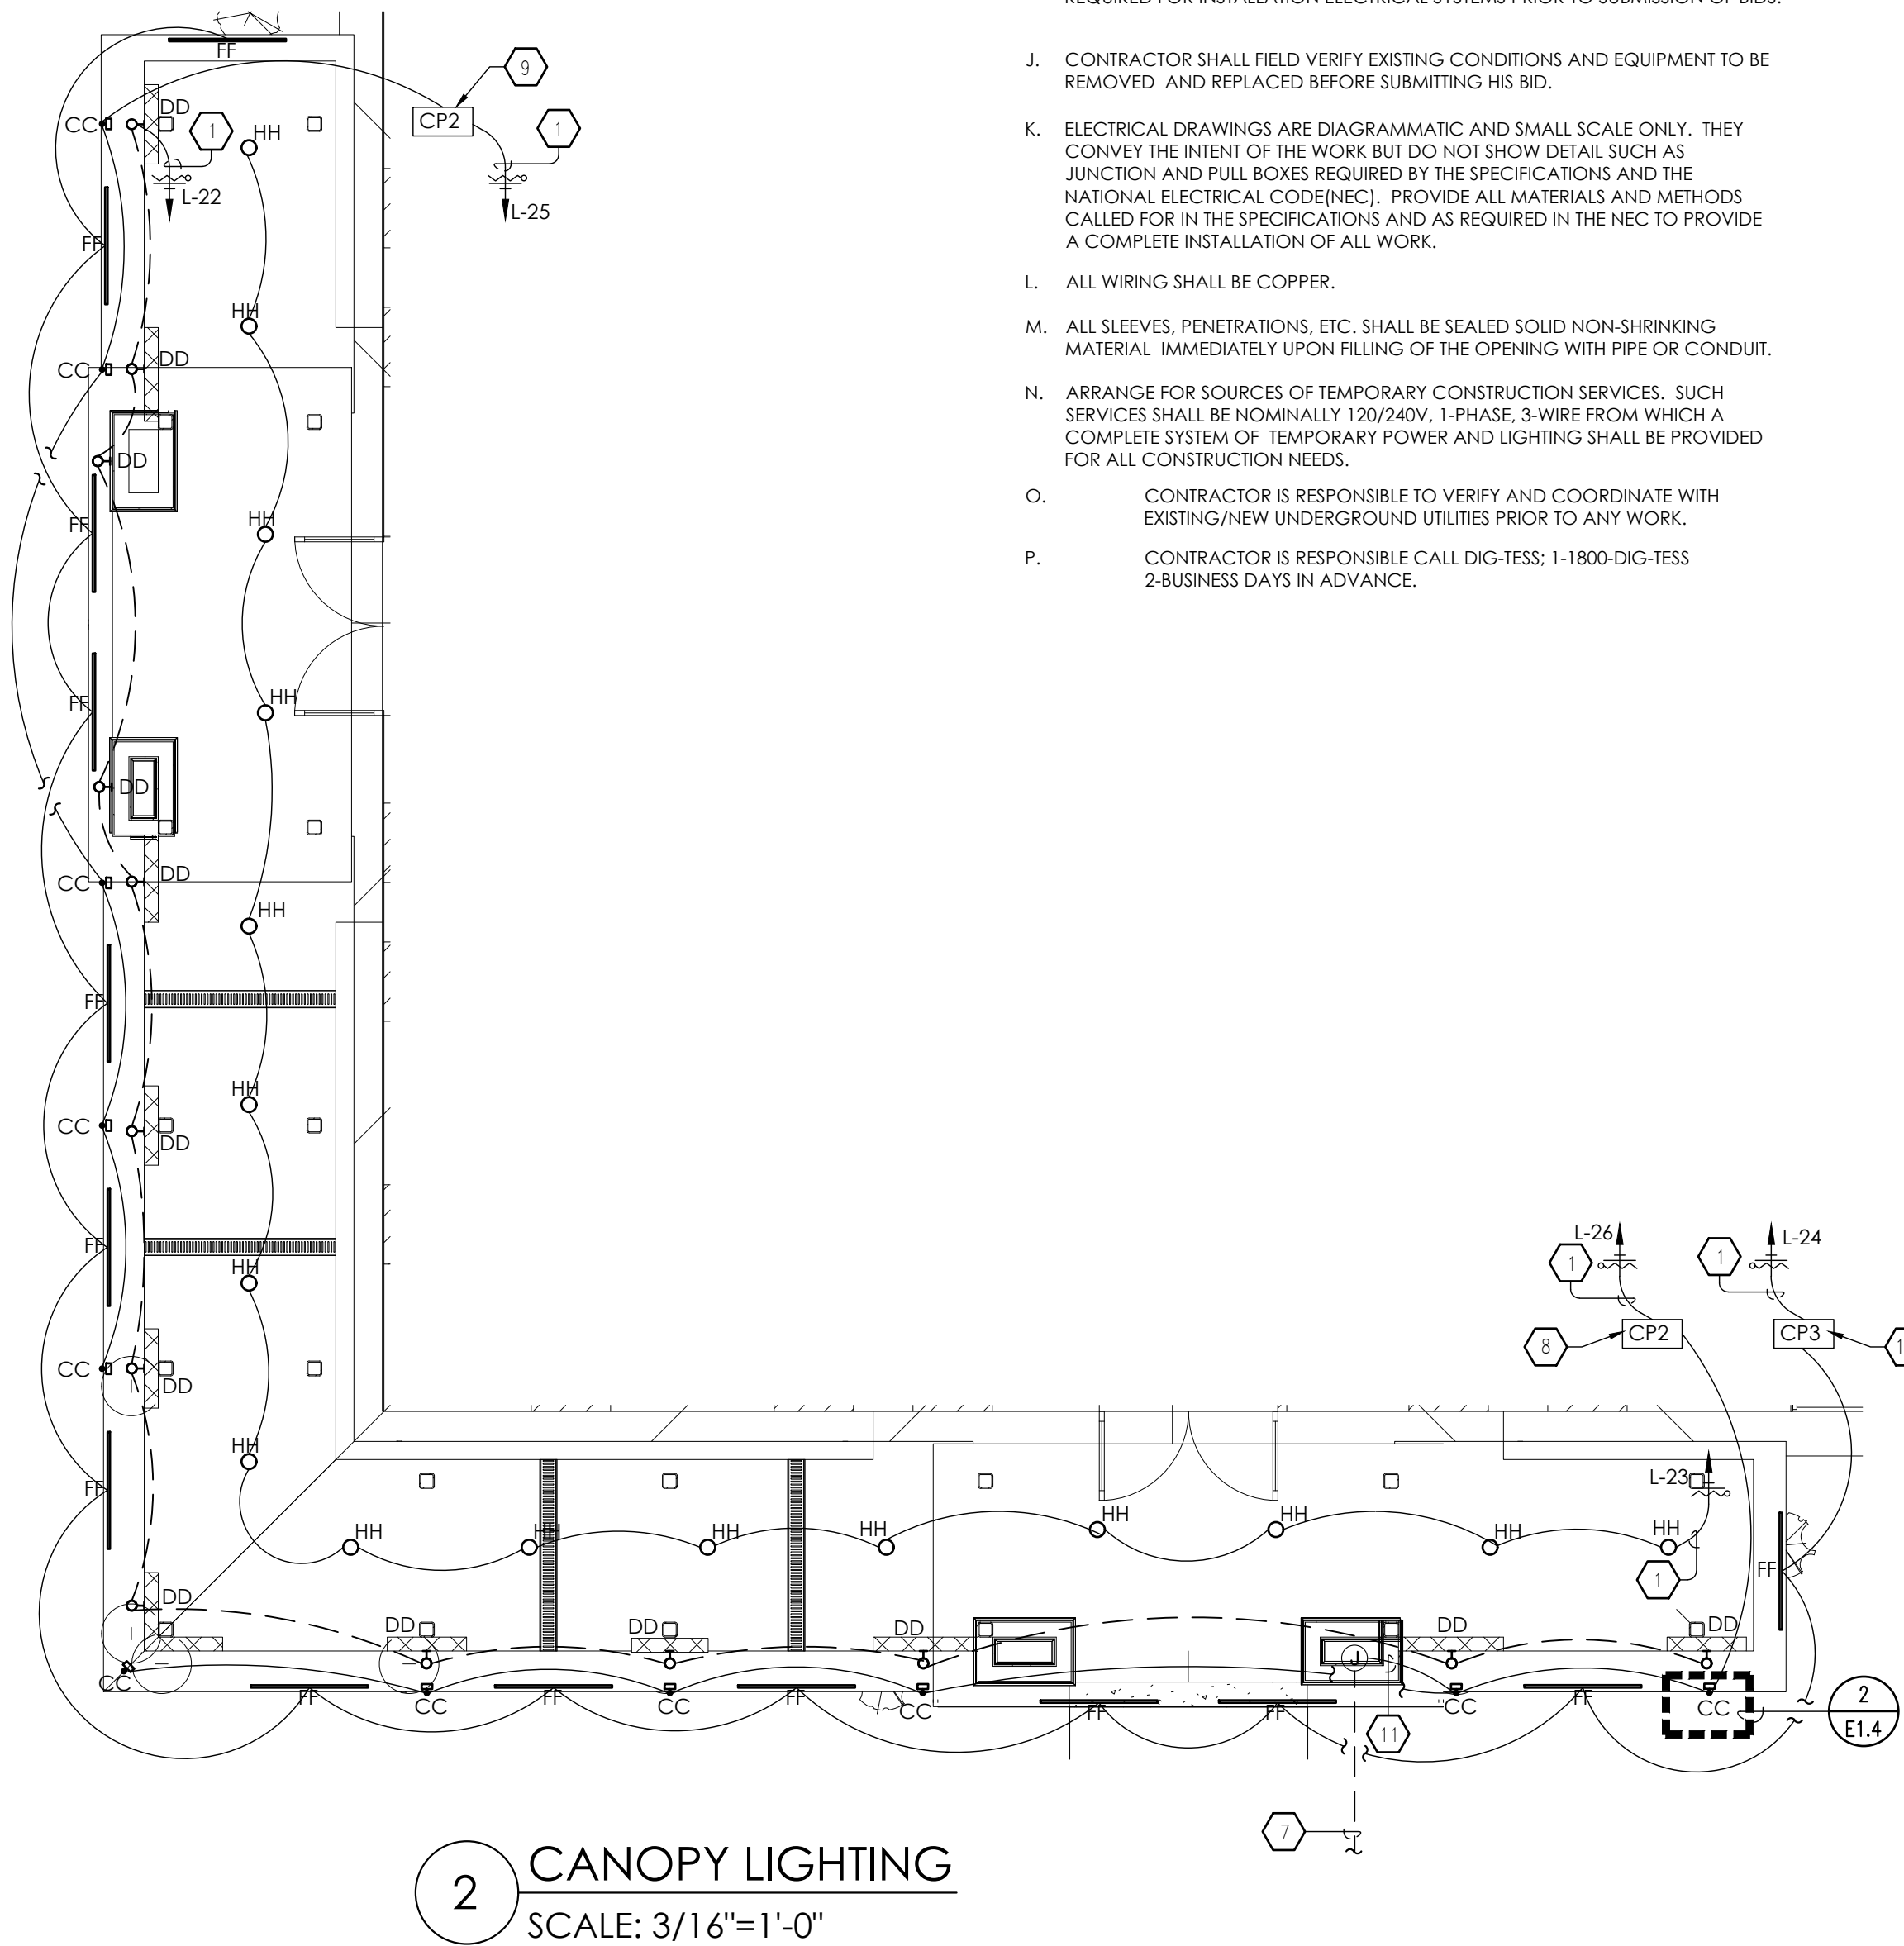 REQUIRED FOR INSTALLATION ELECTRICAL SYSTEMS PRIOR TO SUBMISSION OF BIDS.
J. CONTRACTOR SHALL FIELD VERIFY EXISTING CONDITIONS AND EQUIPMENT TO BE
REMOVED AND REPLACED BEFORE SUBMITTING HIS BID.
K. ELECTRICAL DRAWINGS ARE DIAGRAMMATIC AND SMALL SCALE ONLY. THEY
CONVEY THE INTENT OF THE WORK BUT DO NOT SHOW DETAIL SUCH AS
JUNCTION AND PULL BOXES REQUIRED BY THE SPECIFICATIONS AND THE
NATIONAL ELECTRICAL CODE(NEC). PROVIDE ALL MATERIALS AND METHODS
CALLED FOR IN THE SPECIFICATIONS AND AS REQUIRED IN THE NEC TO PROVIDE
A COMPLETE INSTALLATION OF ALL WORK.
L. ALL WIRING SHALL BE COPPER.
M. ALL SLEEVES, PENETRATIONS, ETC. SHALL BE SEALED SOLID NON-SHRINKING
MATERIAL IMMEDIATELY UPON FILLING OF THE OPENING WITH PIPE OR CONDUIT.
N. ARRANGE FOR SOURCES OF TEMPORARY CONSTRUCTION SERVICES. SUCH
SERVICES SHALL BE NOMINALLY 120/240V, 1-PHASE, 3-WIRE FROM WHICH A
COMPLETE SYSTEM OF TEMPORARY POWER AND LIGHTING SHALL BE PROVIDED
FOR ALL CONSTRUCTION NEEDS.
O. CONTRACTOR IS RESPONSIBLE TO VERIFY AND COORDINATE WITH
EXISTING/NEW UNDERGROUND UTILITIES PRIOR TO ANY WORK.
P. CONTRACTOR IS RESPONSIBLE CALL DIG-TESS; 1-1800-DIG-TESS
2-BUSINESS DAYS IN ADVANCE.
FF
9
DD
CC
1
HH
CP2
1
L-22
L-25
FF
HH
CC
DD
DD
FF
HH
FF
HH
DD
CC
DD
HH
FF
HH
CC
DD
L-26
L-24
1
1
FF
HH
8
CP2
CP3
1
CC
DD
HH
FF
L-23
HH
HH
HH
HH
HH
HH
HH
HH
FF
1
DD
DD
DD
DD
DD
DD
J
CC
FF
CC
FF
CC
FF
CC
FF
FF
CC
FF
CC
2
E1.4
11
7
2
CANOPY LIGHTING
SCALE: 3/16"=1'-0"